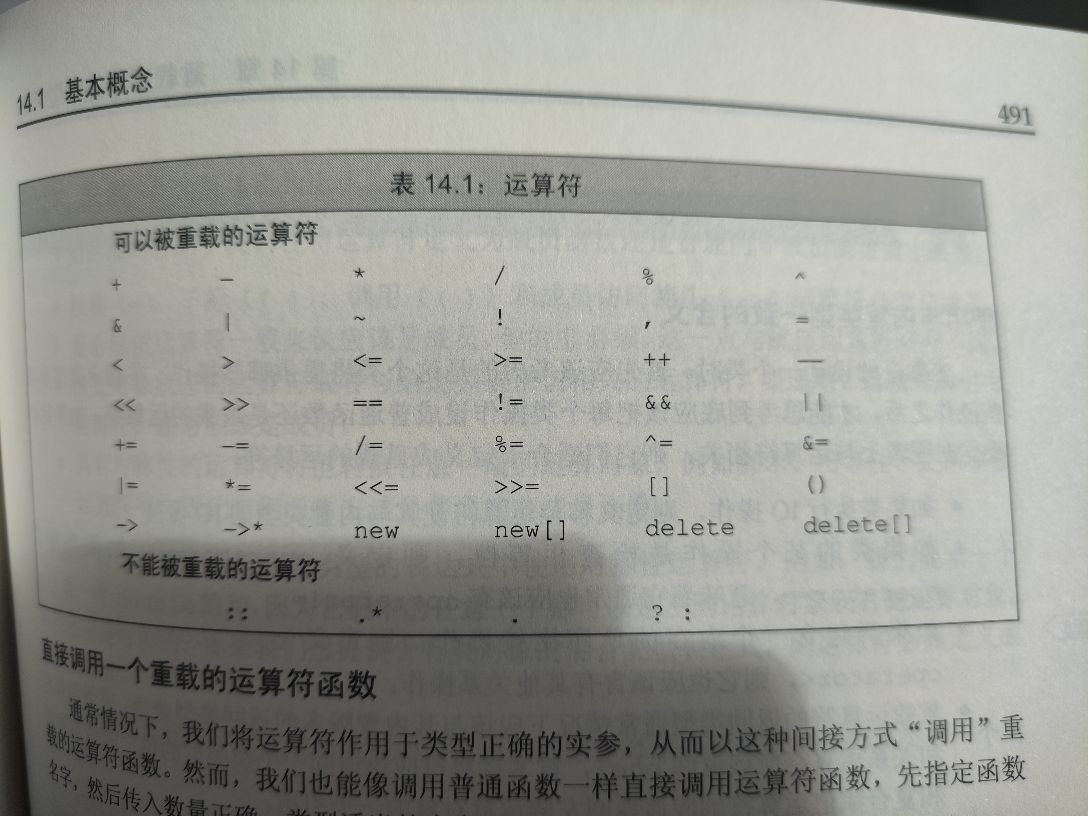 14.1 基本概念
491
表 14.1：运算符
可以被重载的运算符
+ − * / % ^
& | ~ ! , =
< > <= >= ++ --
<< >> == != && ||
+= -= /= %= ^= &=
|= *= <<= >>= [] ()
-> ->* new new[] delete delete[]
不能被重载的运算符
:: .* . ? :
直接调用一个重载的运算符函数
通常情况下，我们将运算符作用于类型正确的实参，从而以这种间接方式“调用”重
载的运算符函数。然而，我们也能像调用普通函数一样直接调用运算符函数，先指定函数
名字，然后传入数量正确